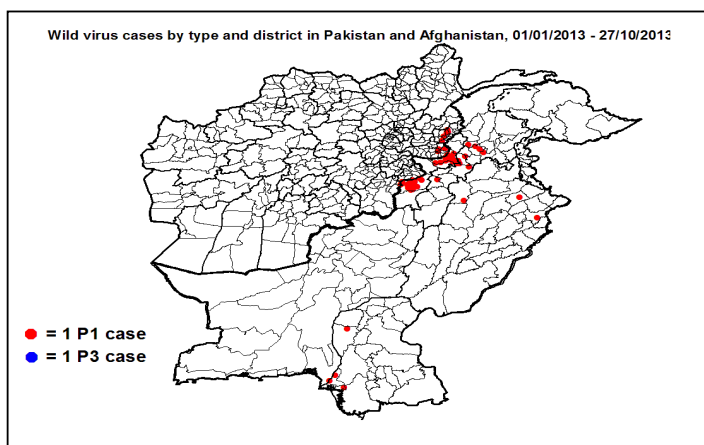 Wild virus cases by type and district in Pakistan and Afghanistan, 01/01/2013 - 27/10/2013
= 1 P1 case
= 1 P3 case